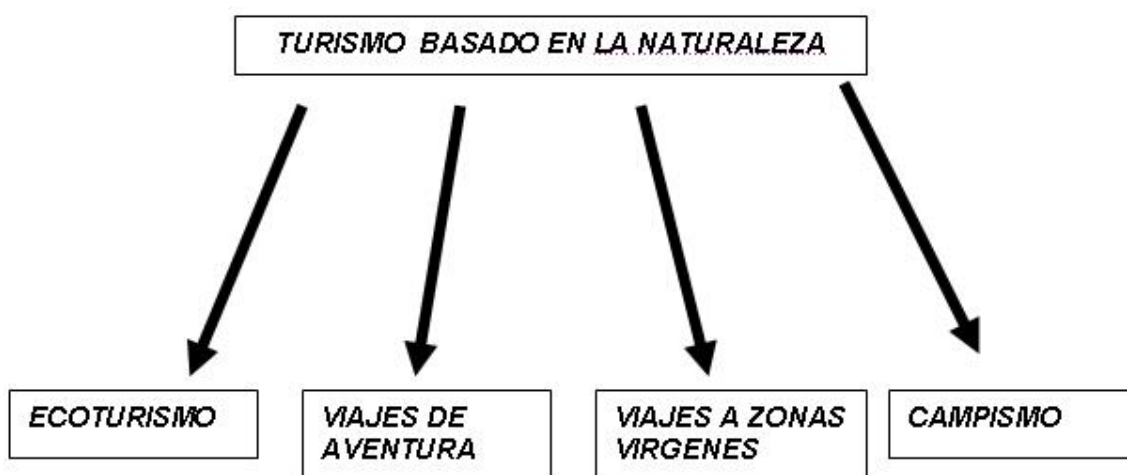 TURISMO BASADO EN LA NATURALEZA
ECOTURISMO
VIAJES DE
AVENTURA
VIAJES A ZONAS
VIRGENES
CAMPISMO